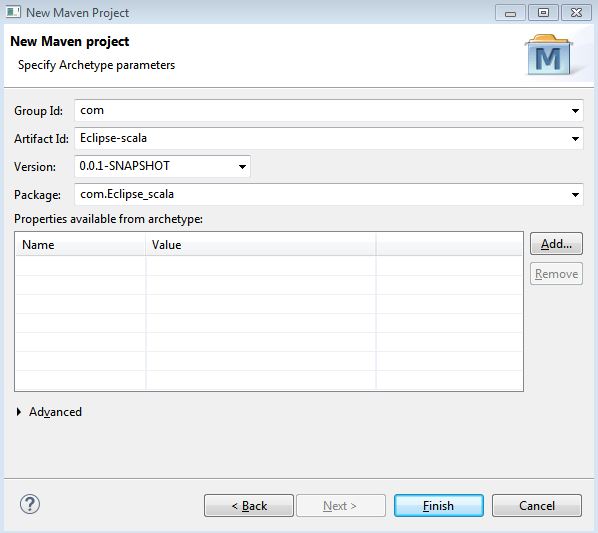 New Maven Project
New Maven project
Specify Archetype parameters
M
Group Id: com
Artifact Id: Eclipse-scala
Version: 0.0.1-SNAPSHOT
Package: com.Eclipse_scala
Properties available from archetype:
Name Value
Add...
Remove
Advanced
? < Back Next > Finish Cancel